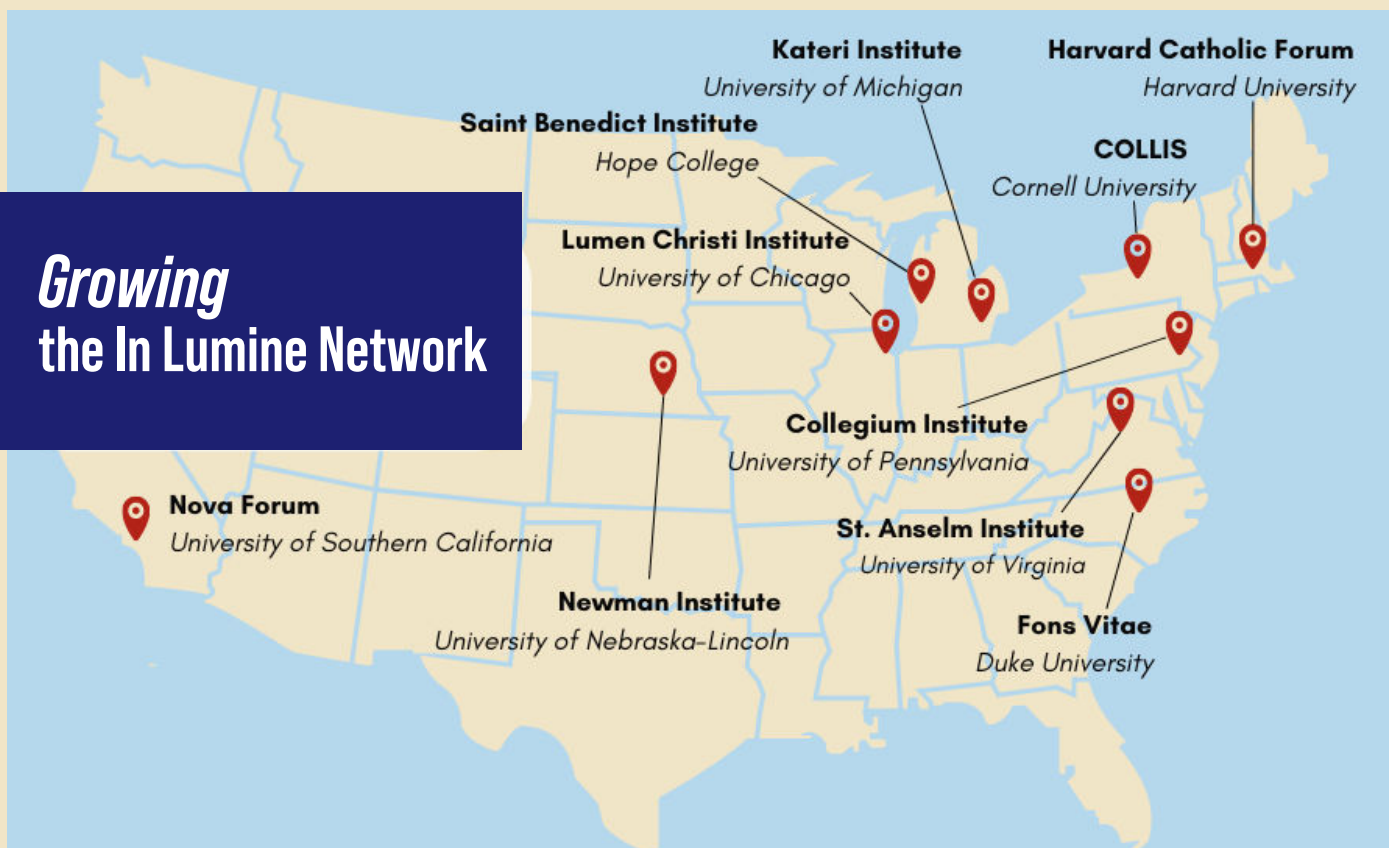 Growing
the In Lumine Network
Kateri Institute
University of Michigan
Harvard Catholic Forum
Harvard University
Saint Benedict Institute
Hope College
COLLIS
Cornell University
Lumen Christi Institute
University of Chicago
Collegium Institute
University of Pennsylvania
Nova Forum
University of Southern California
St. Anselm Institute
University of Virginia
Newman Institute
University of Nebraska-Lincoln
Fons Vitae
Duke University